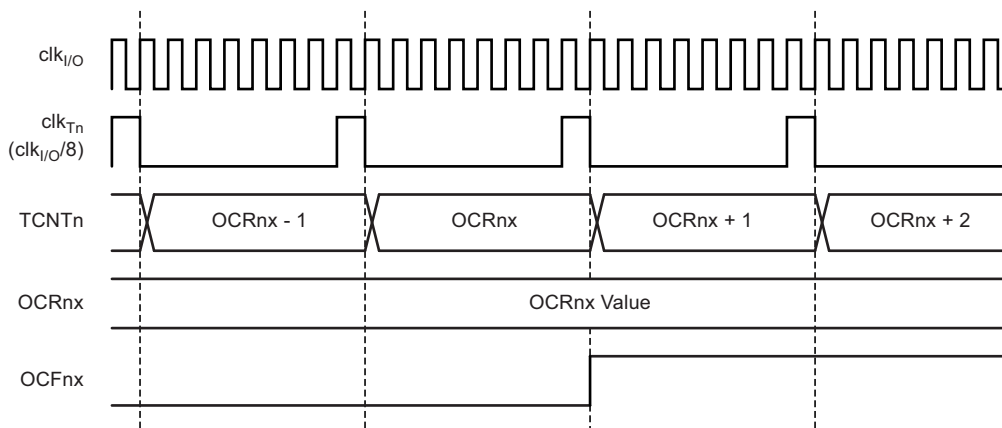 clkI/O
clkTn
(clkI/O/8)
TCNTn
OCRnx - 1
OCRnx
OCRnx + 1
OCRnx + 2
OCRnx
OCRnx Value
OCFnx